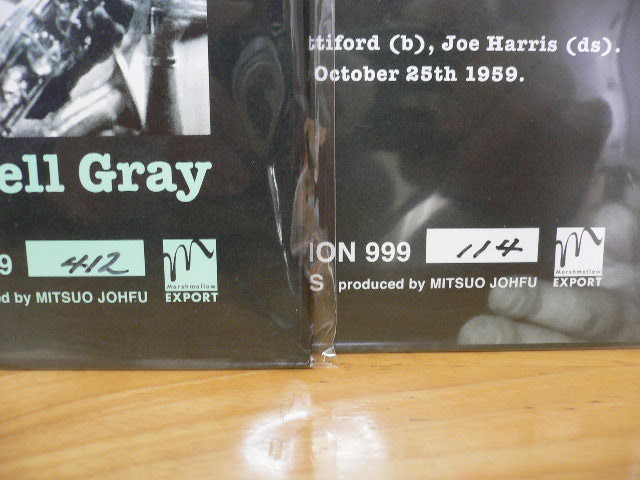 ell Gray
9 412
ed by MITSUO JOHFU
Marshmallow
EXPORT
ttiford (b), Joe Harris (ds).
October 25th 1959.
ION 999 114
S produced by MITSUO JOHFU
Marshmallow
EXPORT